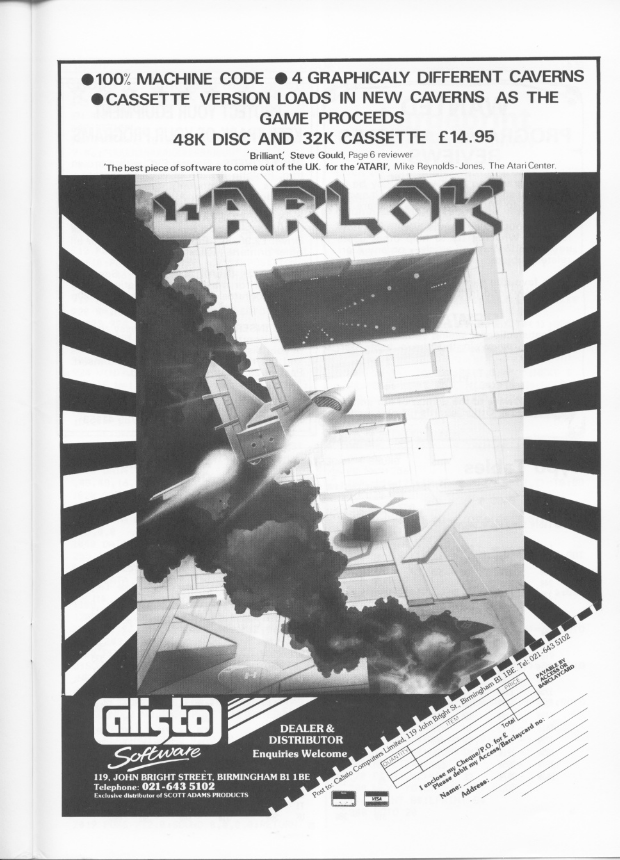 ●100% MACHINE CODE ● 4 GRAPHICALY DIFFERENT CAVERNS
●CASSETTE VERSION LOADS IN NEW CAVERNS AS THE
GAME PROCEEDS
48K DISC AND 32K CASSETTE £14.95
'Brilliant,' Steve Gould, Page 6 reviewer
'The best piece of software to come out of the UK. for the 'ATARI', Mike Reynolds-Jones, The Atari Center.
WARLOK
Calisto
Software
DEALER &
DISTRIBUTOR
Enquiries Welcome
119, JOHN BRIGHT STREET, BIRMINGHAM B1 1BE
Telephone: 021-643 5102
Exclusive distributor of SCOTT ADAMS PRODUCTS
Post to: Calisto Computers Limited, 119 John Bright St., Birmingham B1 1BE. Tel: 021-643 5102
PAYABLE BY
ACCESS OR
BARCLAYCARD
QUANTITY
ITEM
PRICE
Total
I enclose my Cheque/P.O. for £
Please debit my Access/Barclaycard no:
Name:
Address:
VISA